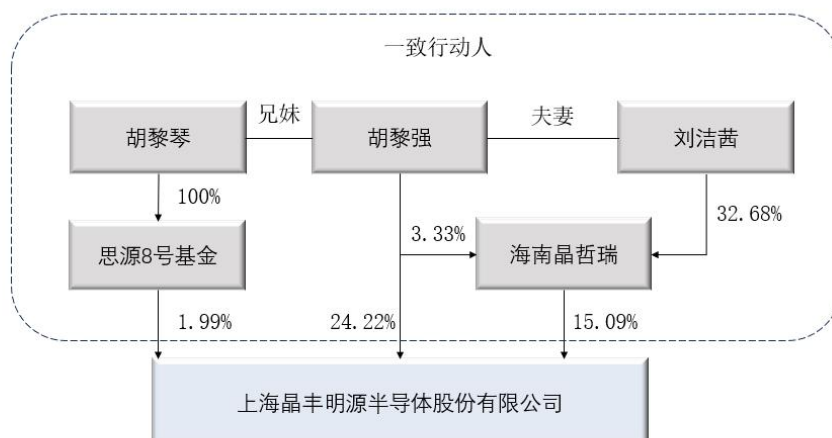 一致行动人
胡黎琴
兄妹
胡黎强
夫妻
刘洁茜
100%
32.68%
思源8号基金
3.33%
海南晶哲瑞
1.99%
24.22%
15.09%
上海晶丰明源半导体股份有限公司